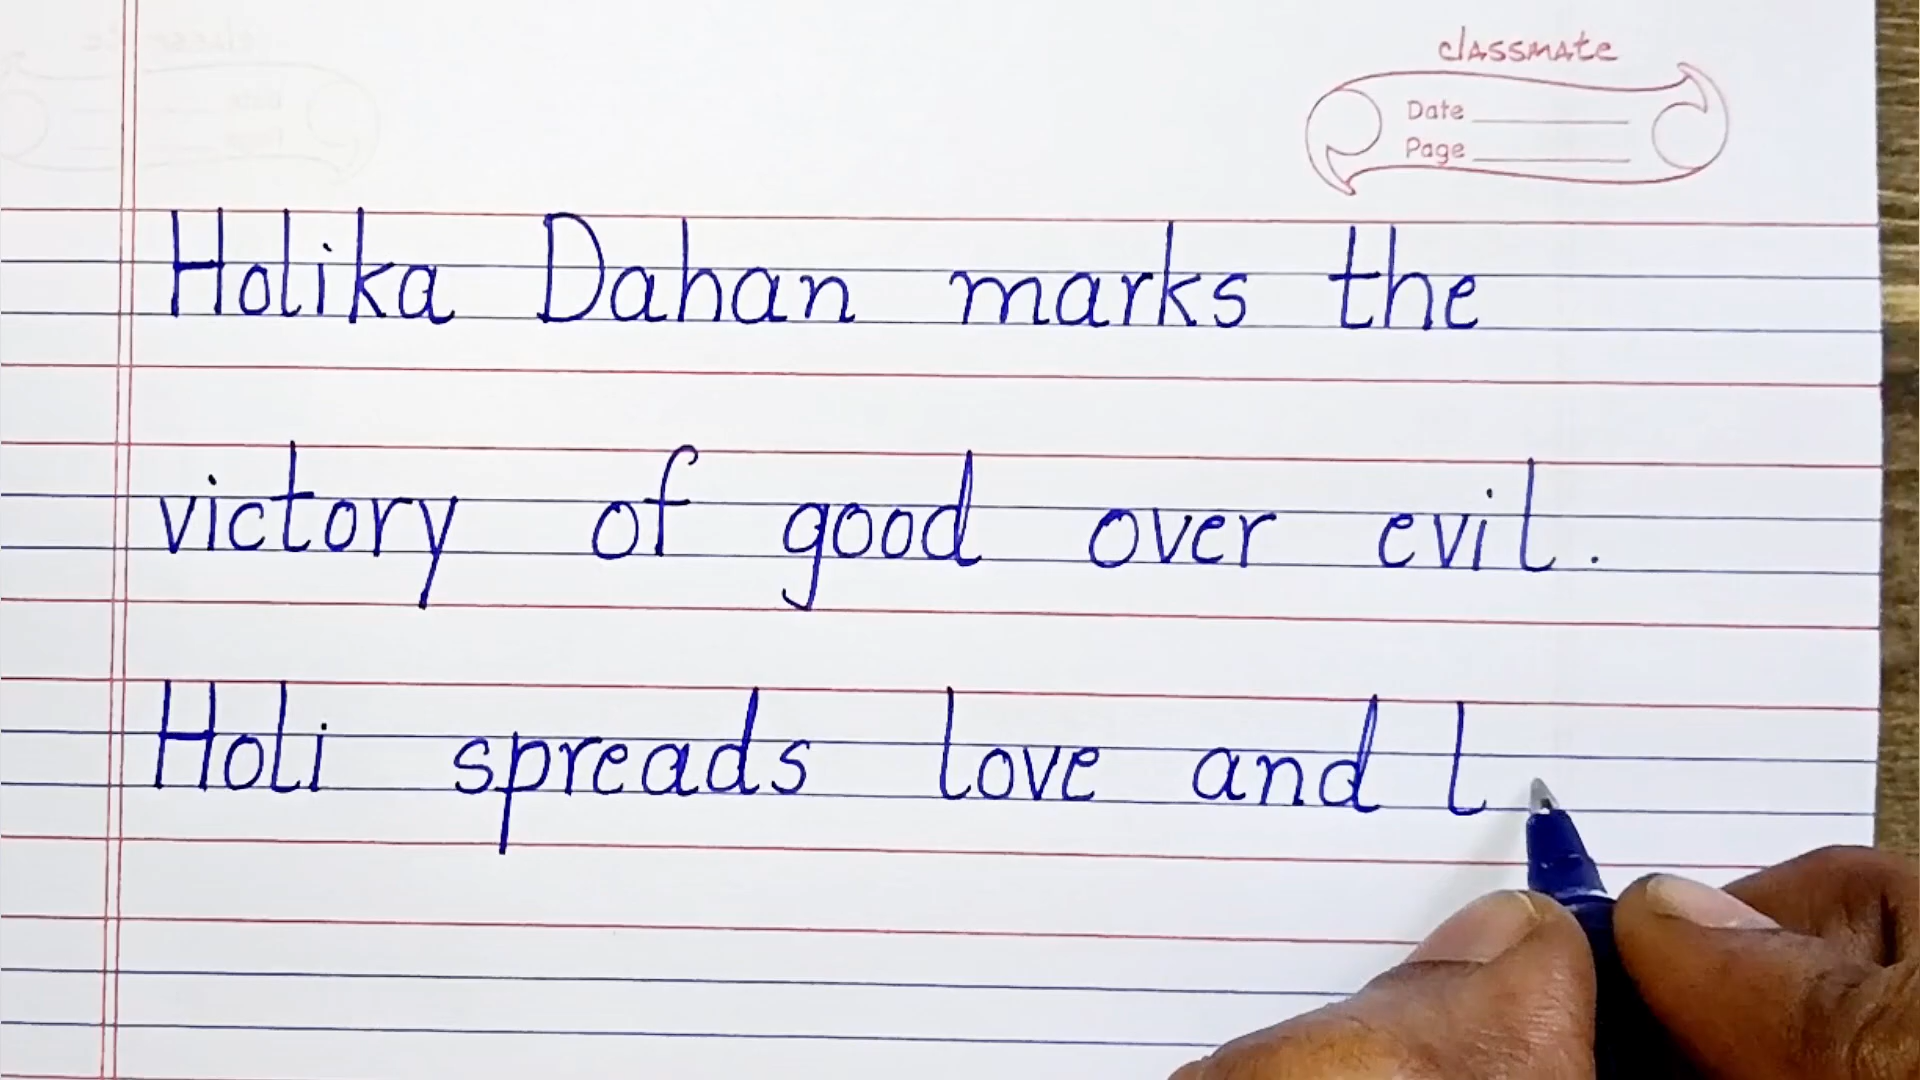 classmate
Date
Page
Holika Dahan marks the
victory of good over evil.
Holi spreads love and l